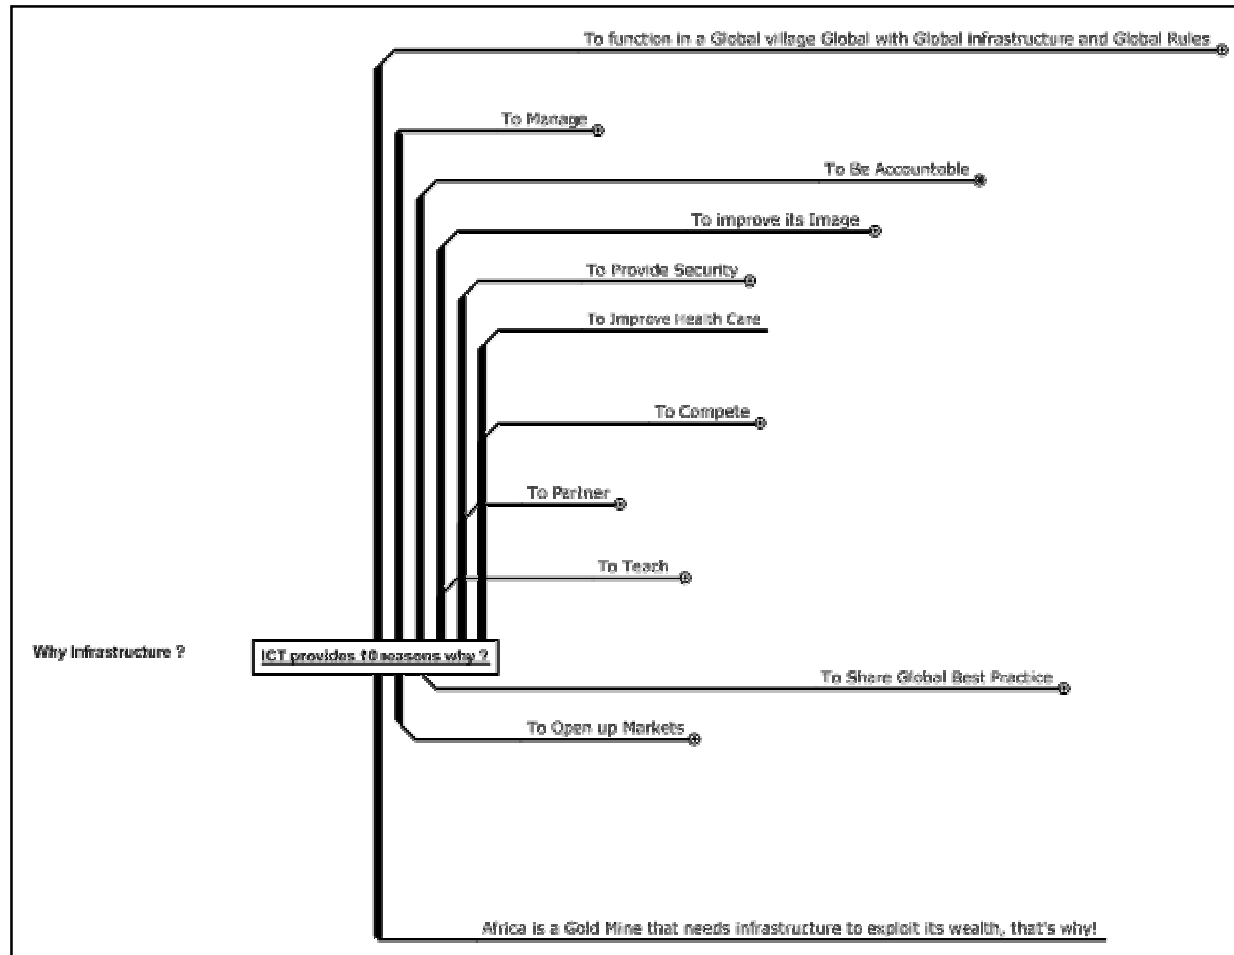 To function in a Global village Global with Global infrastructure and Global Rules
To Manage
To Be Accountable
To improve its Image
To Provide Security
To Improve Health Care
To Compete
To Partner
To Teach
Why Infrastructure ?
ICT provides 10 reasons why ?
To Share Global Best Practice
To Open up Markets
Africa is a Gold Mine that needs infrastructure to exploit its wealth, that's why!